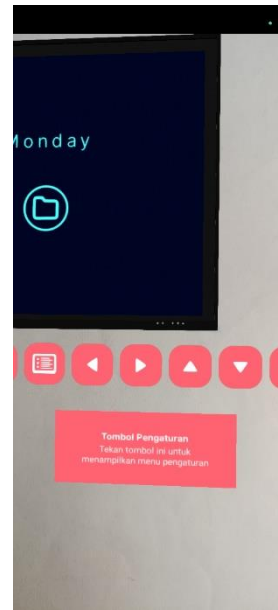 Monday
Tombol Pengaturan
Tekan tombol ini untuk
menampilkan menu pengaturan